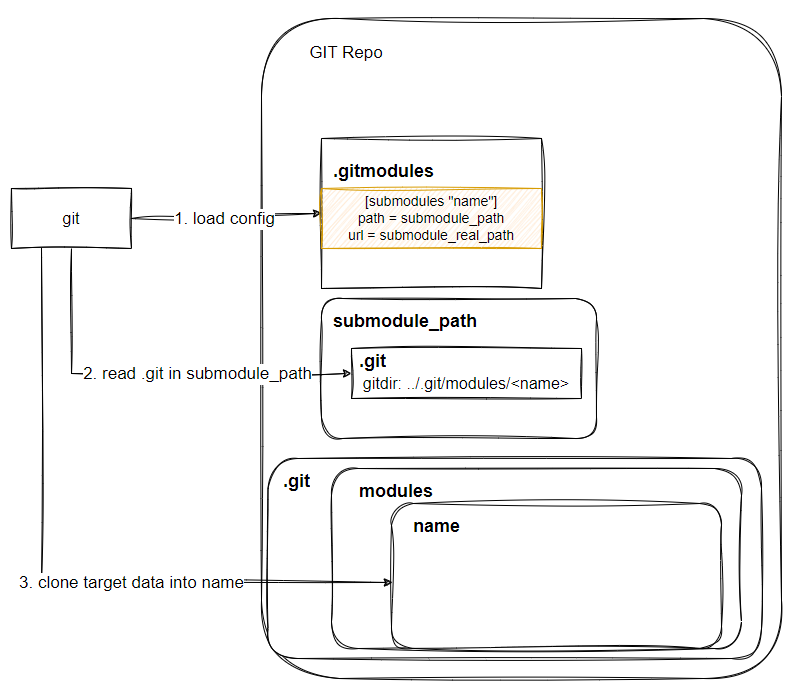 GIT Repo
.gitmodules
[submodules "name"]
path = submodule_path
url = submodule_real_path
git
1. load config
submodule_path
.git
gitdir: ../.git/modules/<name>
2. read .git in submodule_path
.git
modules
name
3. clone target data into name